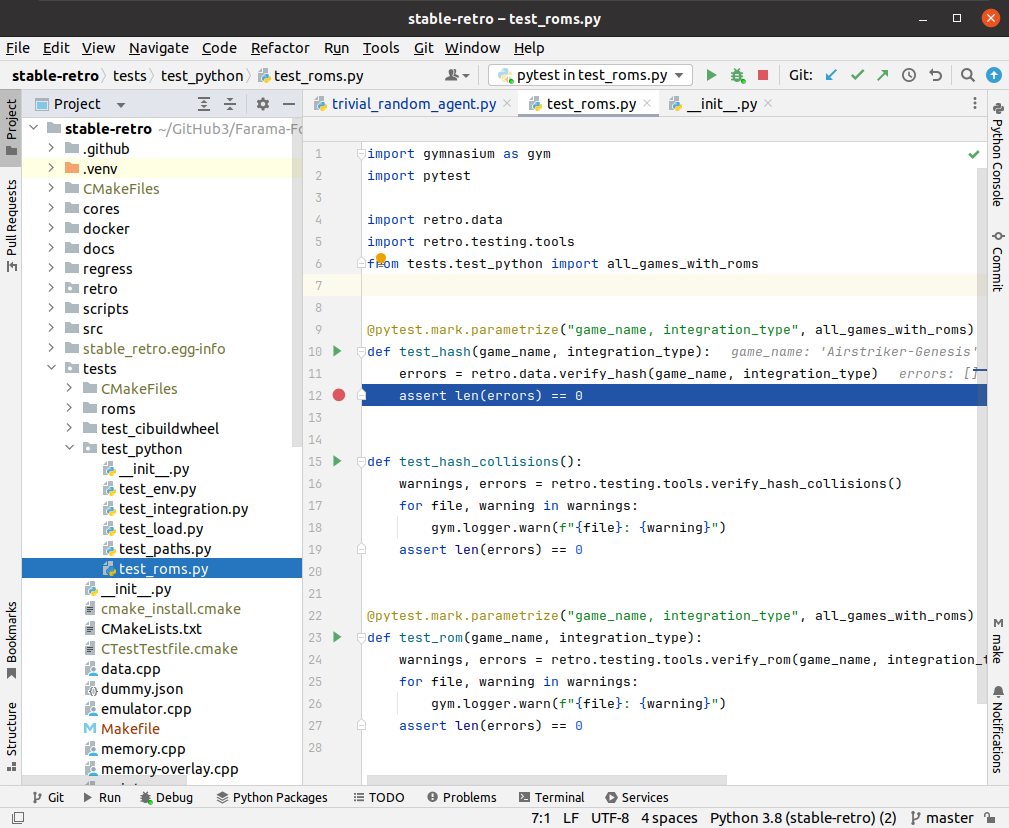 stable-retro – test_roms.py
File Edit View Navigate Code Refactor Run Tools Git Window Help
stable-retro tests test_python test_roms.py pytest in test_roms.py Git:
Project
trivial_random_agent.py test_roms.py __init__.py
Project
Pull Requests
Bookmarks
Structure
stable-retro ~/GitHub3/Farama-Fo
.github
.venv
CMakeFiles
cores
docker
docs
regress
retro
scripts
src
stable_retro.egg-info
tests
CMakeFiles
roms
test_cibuildwheel
test_python
__init__.py
test_env.py
test_integration.py
test_load.py
test_paths.py
test_roms.py
__init__.py
cmake_install.cmake
CMakeLists.txt
CTestTestfile.cmake
data.cpp
dummy.json
emulator.cpp
Makefile
memory.cpp
memory-overlay.cpp
1 import gymnasium as gym
2 import pytest
3
4 import retro.data
5 import retro.testing.tools
6 from tests.test_python import all_games_with_roms
7
8
9 @pytest.mark.parametrize("game_name, integration_type", all_games_with_roms)
10 def test_hash(game_name, integration_type): game_name: 'Airstriker-Genesis'
11 errors = retro.data.verify_hash(game_name, integration_type) errors: []
12 assert len(errors) == 0
13
14
15 def test_hash_collisions():
16 warnings, errors = retro.testing.tools.verify_hash_collisions()
17 for file, warning in warnings:
18 gym.logger.warn(f"{file}: {warning}")
19 assert len(errors) == 0
20
21
22 @pytest.mark.parametrize("game_name, integration_type", all_games_with_roms)
23 def test_rom(game_name, integration_type):
24 warnings, errors = retro.testing.tools.verify_rom(game_name, integration_t
25 for file, warning in warnings:
26 gym.logger.warn(f"{file}: {warning}")
27 assert len(errors) == 0
28
Python Console
Commit
M make
Notifications
Git Run Debug Python Packages TODO Problems Terminal Services
7:1 LF UTF-8 4 spaces Python 3.8 (stable-retro) (2) master